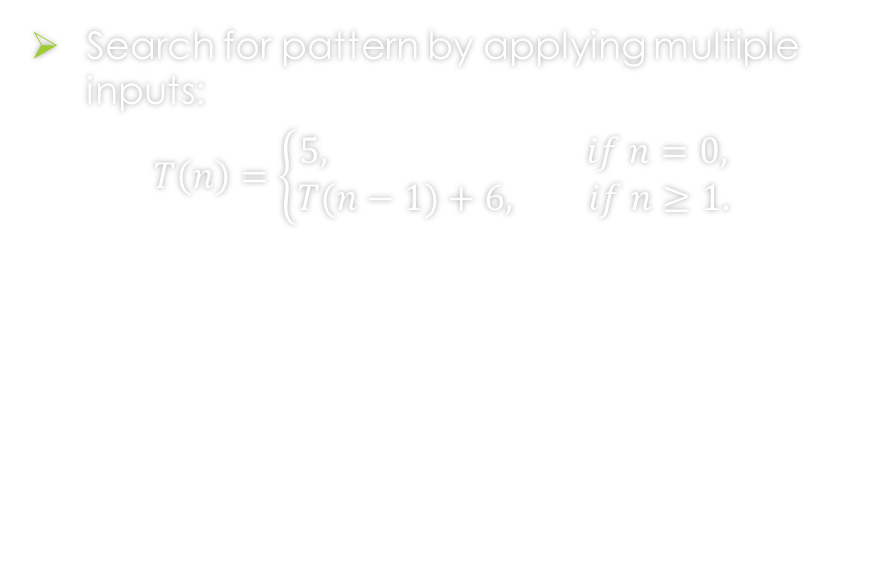 Search for pattern by applying multiple
inputs:
T(n) = { 5, if n = 0,
T(n − 1) + 6, if n ≥ 1.